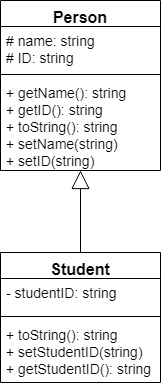 Person
# name: string
# ID: string
+ getName(): string
+ getID(): string
+ toString(): string
+ setName(string)
+ setID(string)
Student
- studentID: string
+ toString(): string
+ setStudentID(string)
+ getStudentID(): string